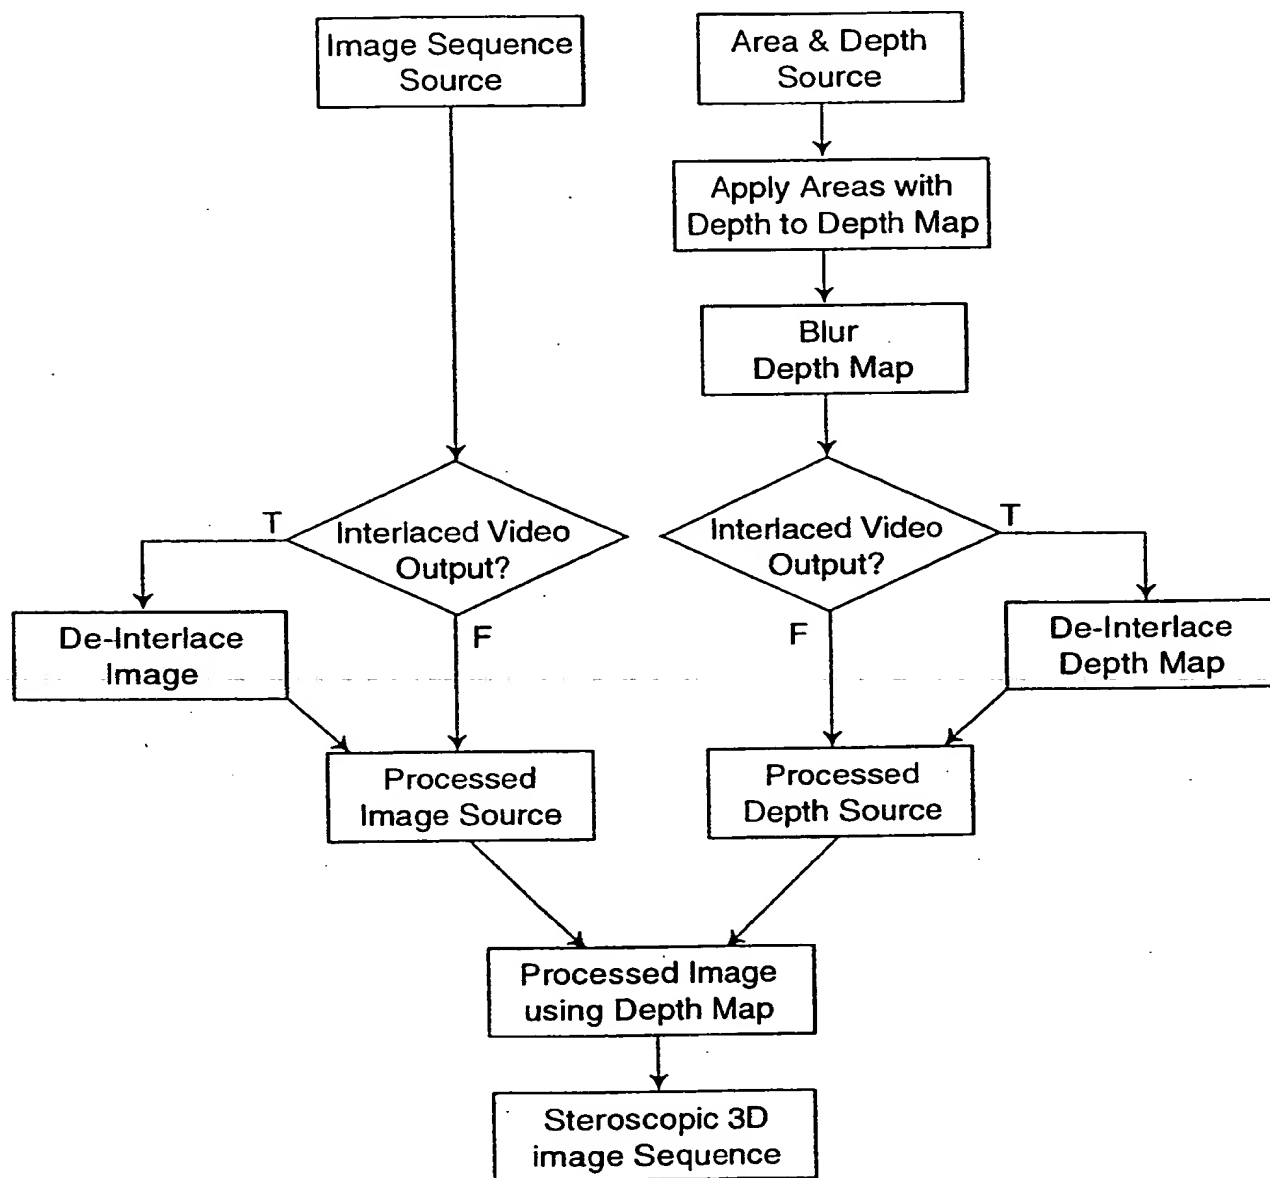 Image Sequence
Source
Area & Depth
Source
Apply Areas with
Depth to Depth Map
Blur
Depth Map
Interlaced Video
Output?
T
F
Interlaced Video
Output?
T
F
De-Interlace
Image
De-Interlace
Depth Map
Processed
Image Source
Processed
Depth Source
Processed Image
using Depth Map
Steroscopic 3D
image Sequence